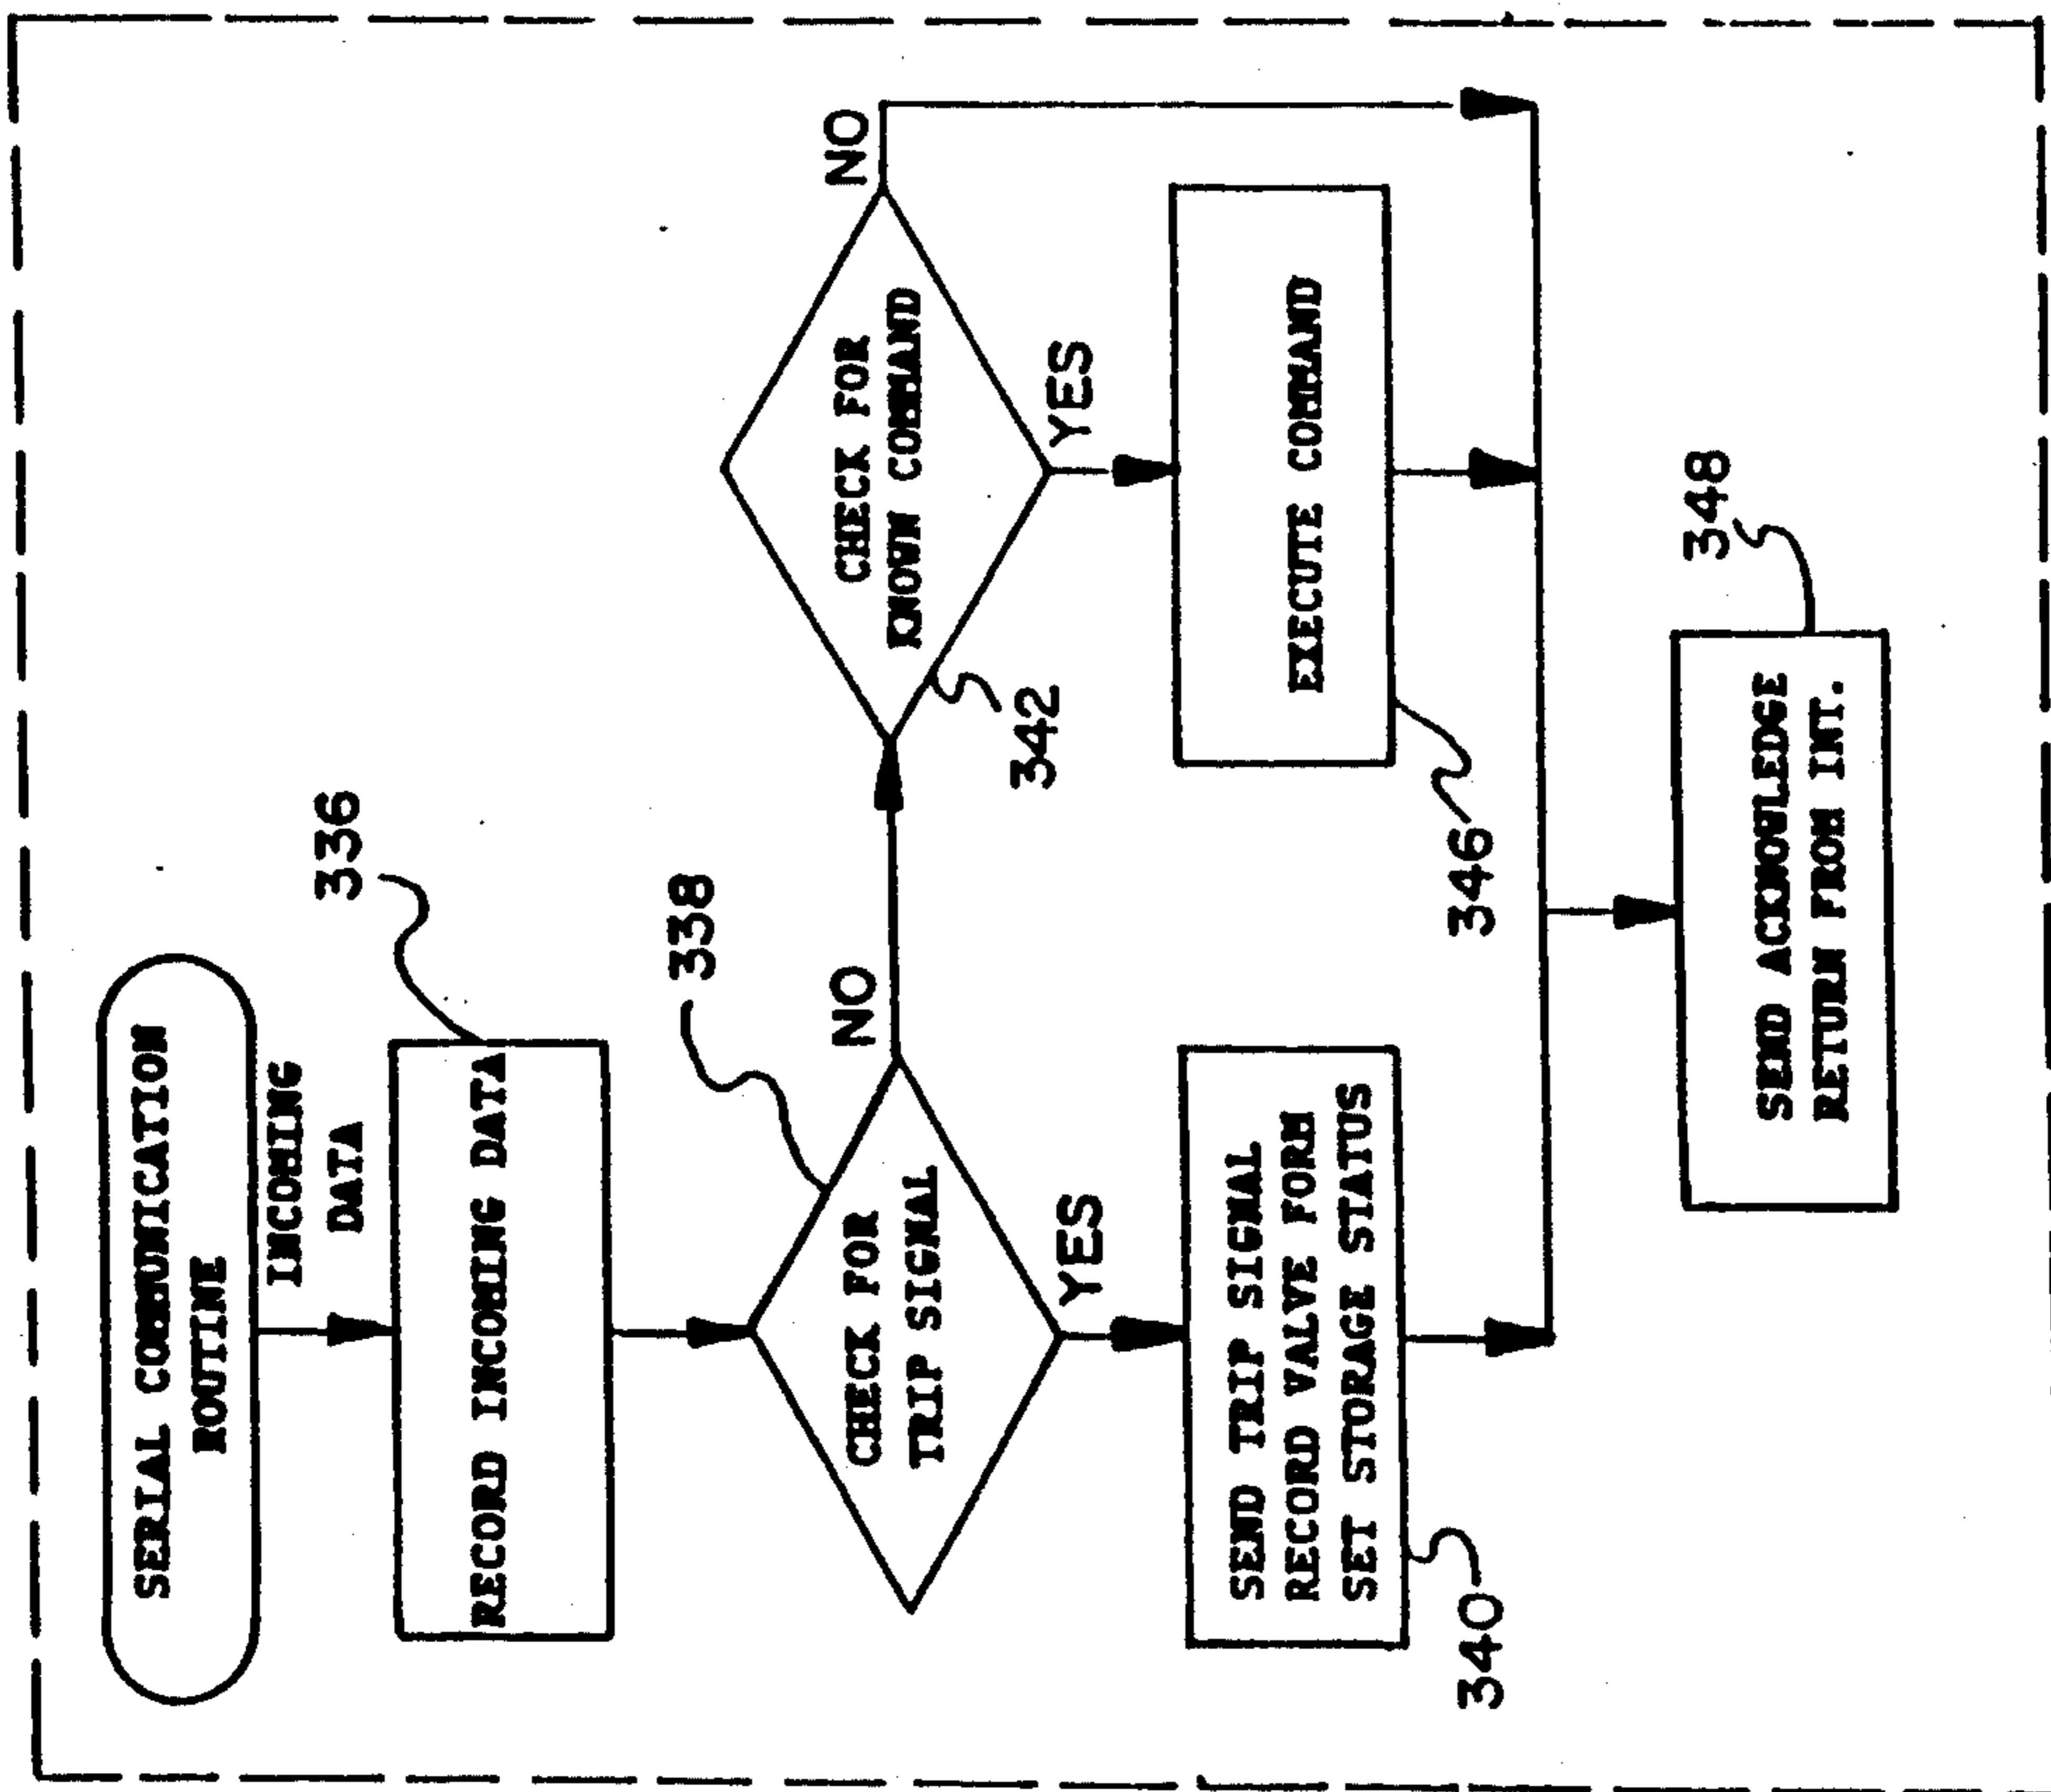 SERIAL COMMUNICATION
ROUTINE
INCOMING
DATA
336
RECORD INCOMING DATA
338
CHECK FOR
TRIP SIGNAL
NO
YES
CHECK FOR
KNOWN COMMAND
342
NO
YES
SEND TRIP SIGNAL
RECORD VALVE FORM
SET STORAGE STATUS
340
EXECUTE COMMAND
346
SEND ACKNOWLEDGE
RETURN FROM INT.
348